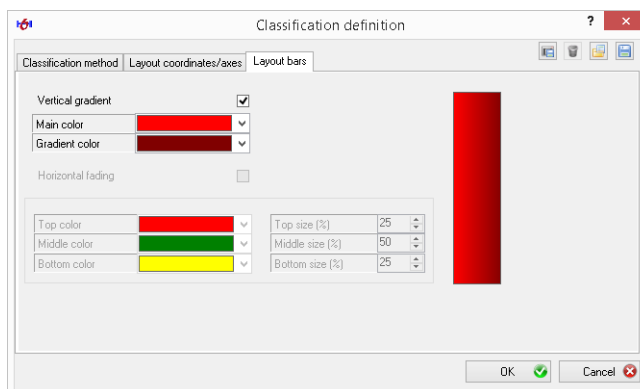 Classification definition
?
Classification method Layout coordinates/axes Layout bars
Vertical gradient
Main color
Gradient color
Horizontal fading
Top color Top size (%) 25
Middle color Middle size (%) 50
Bottom color Bottom size (%) 25
OK Cancel